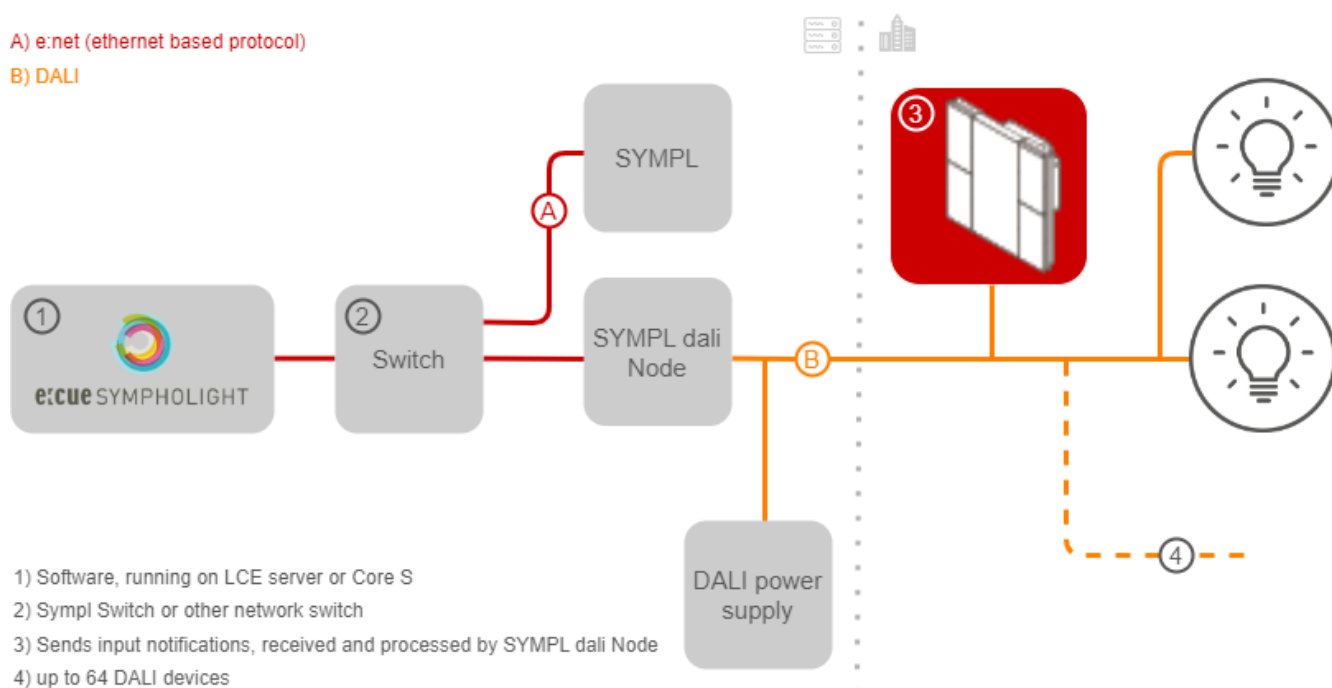 A) e:net (ethernet based protocol)
B) DALI
3
SYMPL
A
1
e:cue SYMPHOLIGHT
2
Switch
SYMPL dali
Node
B
4
DALI power
supply
1) Software, running on LCE server or Core S
2) Sympl Switch or other network switch
3) Sends input notifications, received and processed by SYMPL dali Node
4) up to 64 DALI devices